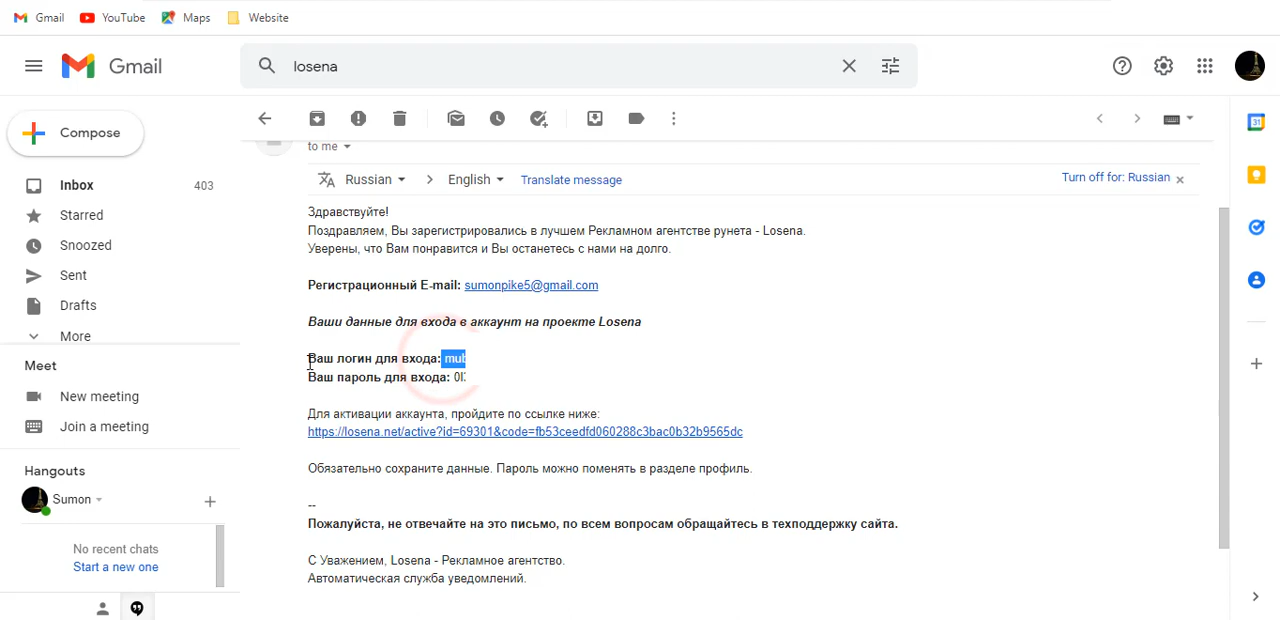 Gmail YouTube Maps Website
Gmail losena
Compose
to me
Russian English Translate message Turn off for: Russian
Inbox 403
Starred
Snoozed
Sent
Drafts
More
Meet
New meeting
Join a meeting
Hangouts
Sumon
No recent chats
Start a new one
Здравствуйте!
Поздравляем, Вы зарегистрировались в лучшем Рекламном агентстве рунета - Losena.
Уверены, что Вам понравится и Вы останетесь с нами на долго.
Регистрационный E-mail: sumonpike5@gmail.com
Ваши данные для входа в аккаунт на проекте Losena
Ваш логин для входа:
Ваш пароль для входа:
Для активации аккаунта, пройдите по ссылке ниже:
https://losena.net/active?id=69301&code=fb53ceedfd060288c3bac0b32b9565dc
Обязательно сохраните данные. Пароль можно поменять в разделе профиль.
--
Пожалуйста, не отвечайте на это письмо, по всем вопросам обращайтесь в техподдержку сайта.
С Уважением, Losena - Рекламное агентство.
Автоматическая служба уведомлений.